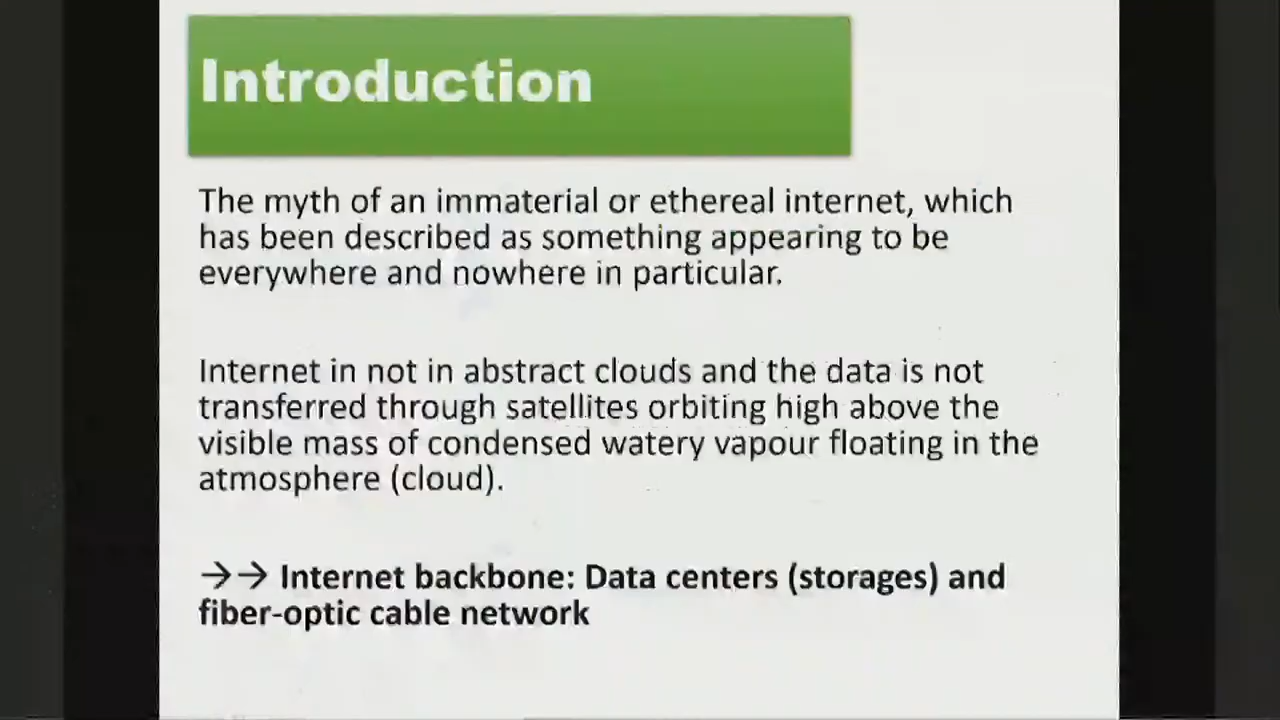 Introduction
The myth of an immaterial or ethereal internet, which
has been described as something appearing to be
everywhere and nowhere in particular.
Internet in not in abstract clouds and the data is not
transferred through satellites orbiting high above the
visible mass of condensed watery vapour floating in the
atmosphere (cloud).
→→ Internet backbone: Data centers (storages) and
fiber-optic cable network